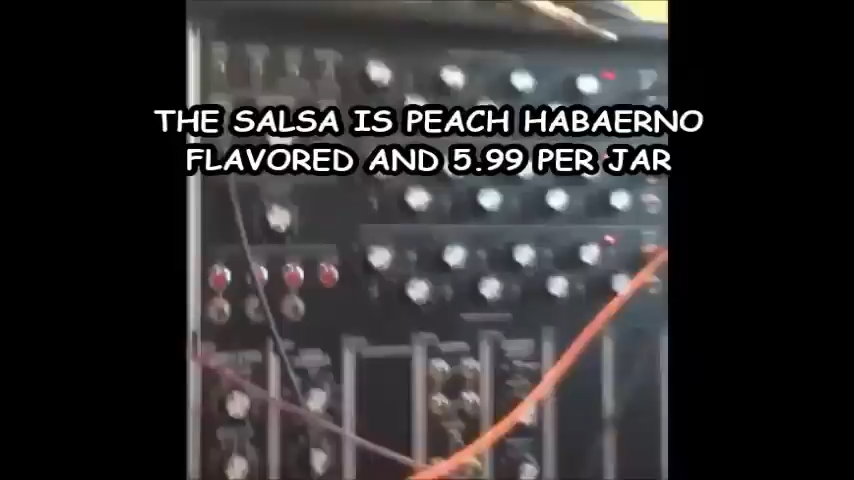 THE SALSA IS PEACH HABAERNO
FLAVORED AND 5.99 PER JAR